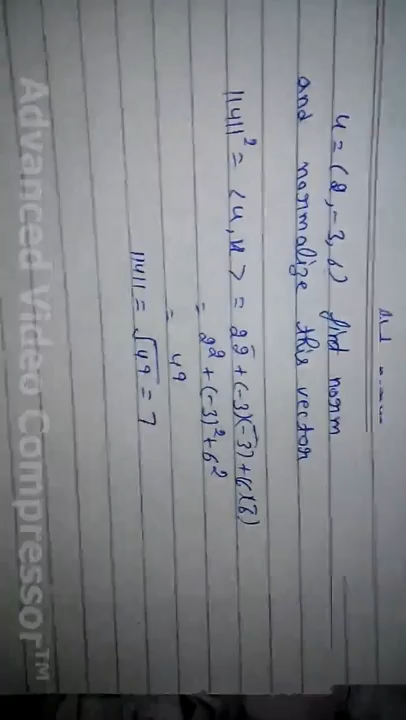 u = (2, -3, 6) find norm
and normalize this vector
||u||² = ⟨u, u⟩ = 2 2̄ + (-3)(-̄3̄) + 6(6̄)
= 2² + (-3)² + 6²
= 49
||u|| = √49 = 7
Advanced Video Compressor™